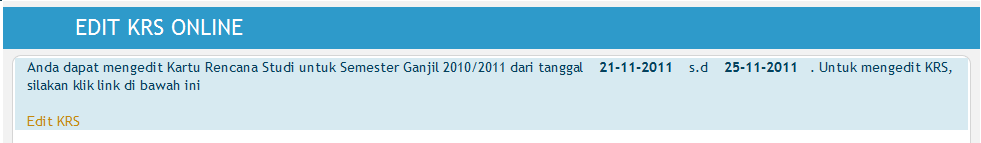 EDIT KRS ONLINE
Anda dapat mengedit Kartu Rencana Studi untuk Semester Ganjil 2010/2011 dari tanggal 21-11-2011 s.d 25-11-2011 . Untuk mengedit KRS,
silakan klik link di bawah ini
Edit KRS